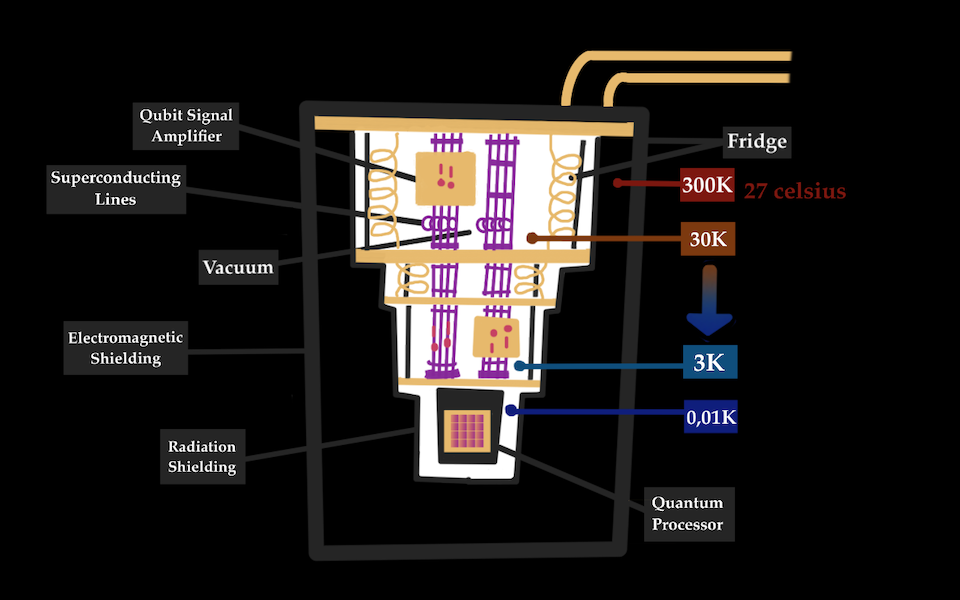 Qubit Signal
Amplifier
Superconducting
Lines
Vacuum
Electromagnetic
Shielding
Radiation
Shielding
Fridge
300K 27 celsius
30K
3K
0,01K
Quantum
Processor